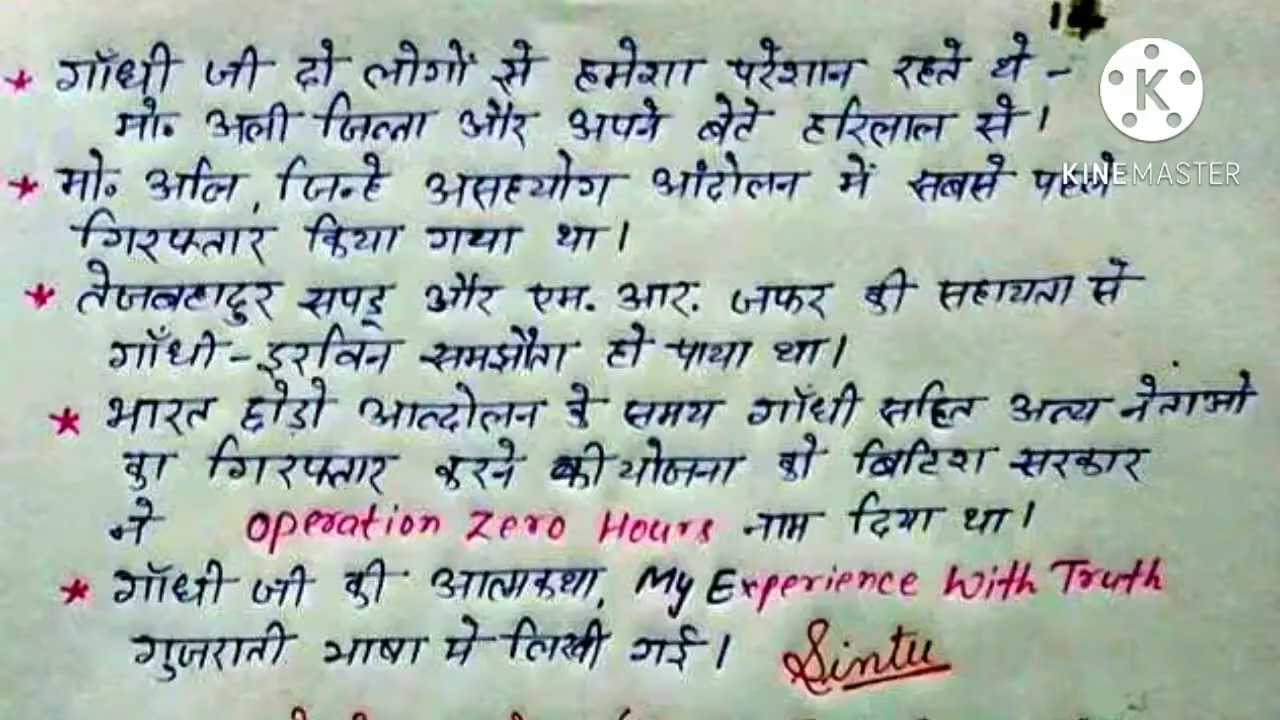 14
* गाँधी जी दो लोगों से हमेशा परेशान रहते थे -
मो० अली जिन्ना और अपने बेटे हरिलाल से।
K
KINEMASTER
* मो० अलि, जिन्हे असहयोग आंदोलन में सबसे पहले
गिरफ्तार किया गया था।
* तेजबहादुर सपड़ू और एम. आर. जफर की सहायता से
गाँधी-इरविन समझौता हो पाया था।
* भारत छोड़ो आन्दोलन के समय गाँधी सहित अन्य नेताओं
का गिरफ्तार करने की योजना को ब्रिटिश सरकार
ने Operation Zero Hours नाम दिया था।
* गाँधी जी की आत्मकथा, My Experience With Truth
गुजराती भाषा मे लिखी गई।
Sintu